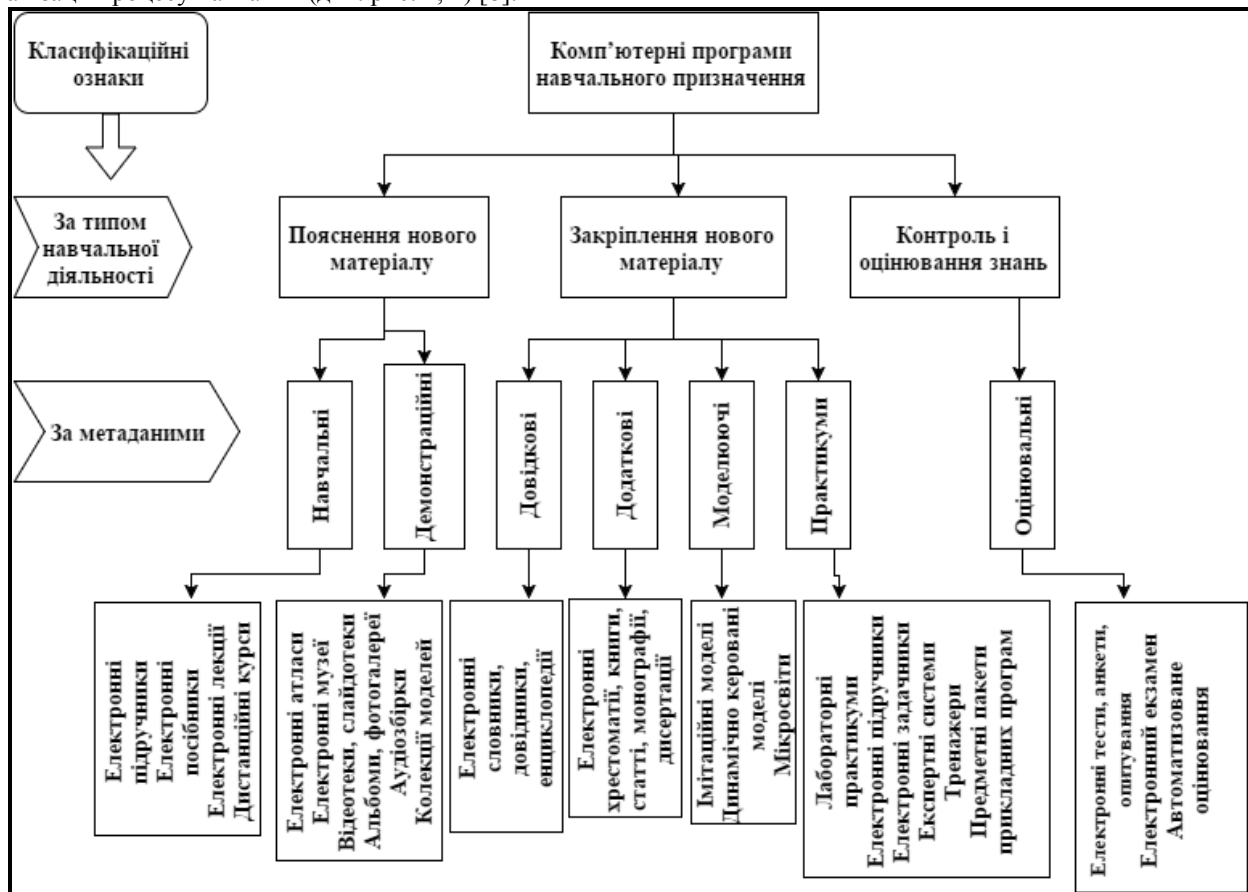 Класифікаційні
ознаки
Комп’ютерні програми
навчального призначення
За типом
навчальної
діяльності
Пояснення нового
матеріалу
Закріплення нового
матеріалу
Контроль і
оцінювання знань
За метаданими
Навчальні
Демонстраційні
Довідкові
Додаткові
Моделюючі
Практикуми
Оцінювальні
Електронні
підручники
Електронні
посібники
Електронні лекції
Дистанційні курси
Електронні атласи
Електронні музеї
Відеотеки, слайдотеки
Альбоми, фотогалереї
Аудіозбірки
Колекції моделей
Електронні
словники,
довідники,
енциклопедії
Електронні
хрестоматії, книги,
статті, монографії,
дисертації
Імітаційні моделі
Динамічно керовані
моделі
Мікросвіти
Лабораторні
практикуми
Електронні підручники
Електронні задачники
Експертні системи
Тренажери
Предметні пакети
прикладних програм
Електронні тести, анкети,
опитування
Електронний екзамен
Автоматизоване
оцінювання